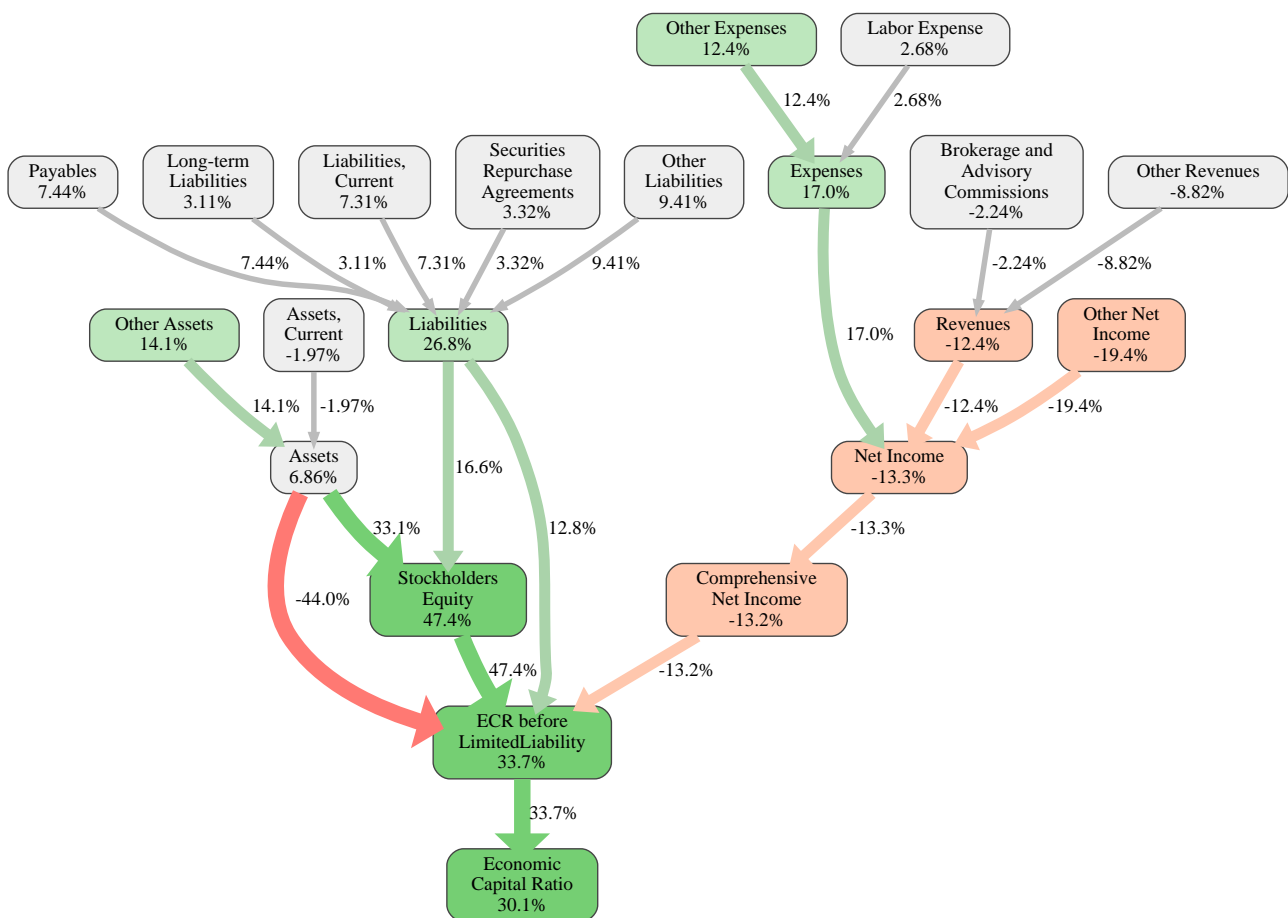 Other Expenses
12.4%
Labor Expense
2.68%
12.4%
2.68%
Payables
7.44%
Long-term
Liabilities
3.11%
Liabilities,
Current
7.31%
Securities
Repurchase
Agreements
3.32%
Other
Liabilities
9.41%
Expenses
17.0%
Brokerage and
Advisory
Commissions
-2.24%
Other Revenues
-8.82%
7.44%
3.11%
7.31%
3.32%
9.41%
-2.24%
-8.82%
Other Assets
14.1%
Assets,
Current
-1.97%
Liabilities
26.8%
17.0%
Revenues
-12.4%
Other Net
Income
-19.4%
14.1%
-1.97%
-12.4%
-19.4%
Assets
6.86%
16.6%
Net Income
-13.3%
33.1%
12.8%
-13.3%
-44.0%
Stockholders
Equity
47.4%
Comprehensive
Net Income
-13.2%
47.4%
-13.2%
ECR before
LimitedLiability
33.7%
33.7%
Economic
Capital Ratio
30.1%